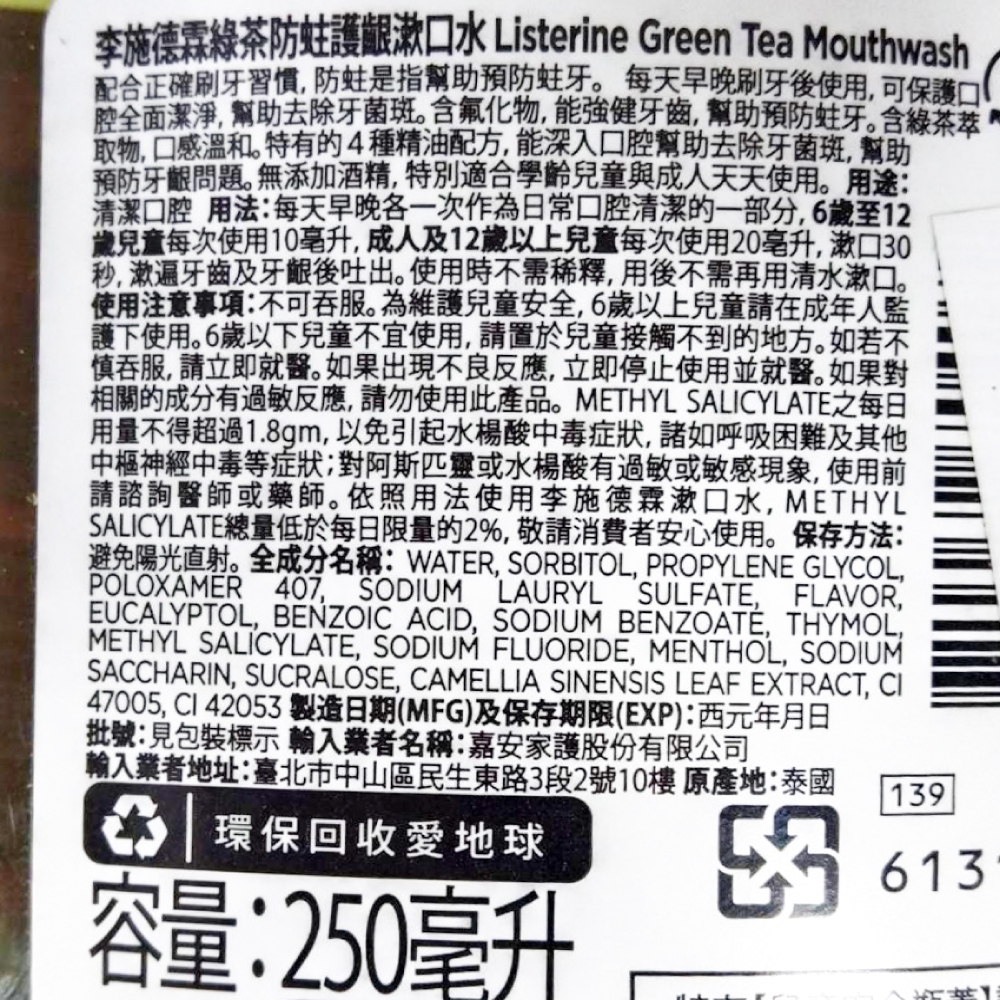 李施德霖綠茶防蛀護齦漱口水 Listerine Green Tea Mouthwash
配合正確刷牙習慣, 防蛀是指幫助預防蛀牙。 每天早晚刷牙後使用, 可保護口
腔全面潔淨, 幫助去除牙菌斑。含氟化物, 能強健牙齒, 幫助預防蛀牙。含綠茶萃
取物, 口感溫和。特有的4種精油配方, 能深入口腔幫助去除牙菌斑, 幫助
預防牙齦問題。無添加酒精, 特別適合學齡兒童與成人天天使用。 用途:
清潔口腔 用法:每天早晚各一次作為日常口腔清潔的一部分, 6歲至12
歲兒童每次使用10毫升, 成人及12歲以上兒童每次使用20毫升, 漱口30
秒, 漱遍牙齒及牙齦後吐出。使用時不需稀釋, 用後不需再用清水漱口。
使用注意事項:不可吞服。為維護兒童安全, 6歲以上兒童請在成年人監
護下使用。6歲以下兒童不宜使用, 請置於兒童接觸不到的地方。如若不
慎吞服, 請立即就醫。如果出現不良反應, 立即停止使用並就醫。如果對
相關的成分有過敏反應, 請勿使用此產品。 METHYL SALICYLATE之每日
用量不得超過1.8gm, 以免引起水楊酸中毒症狀, 諸如呼吸困難及其他
中樞神經中毒等症狀;對阿斯匹靈或水楊酸有過敏或敏感現象, 使用前
請諮詢醫師或藥師。依照用法使用李施德霖漱口水, METHYL
SALICYLATE總量低於每日限量的2%, 敬請消費者安心使用。 保存方法:
避免陽光直射。 全成分名稱: WATER, SORBITOL, PROPYLENE GLYCOL,
POLOXAMER 407, SODIUM LAURYL SULFATE, FLAVOR,
EUCALYPTOL, BENZOIC ACID, SODIUM BENZOATE, THYMOL,
METHYL SALICYLATE, SODIUM FLUORIDE, MENTHOL, SODIUM
SACCHARIN, SUCRALOSE, CAMELLIA SINENSIS LEAF EXTRACT, CI
47005, CI 42053 製造日期(MFG)及保存期限(EXP):西元年月日
批號:見包裝標示 輸入業者名稱:嘉安家護股份有限公司
輸入業者地址:臺北市中山區民生東路3段2號10樓 原產地:泰國
139
環保回收愛地球
613
容量:250毫升